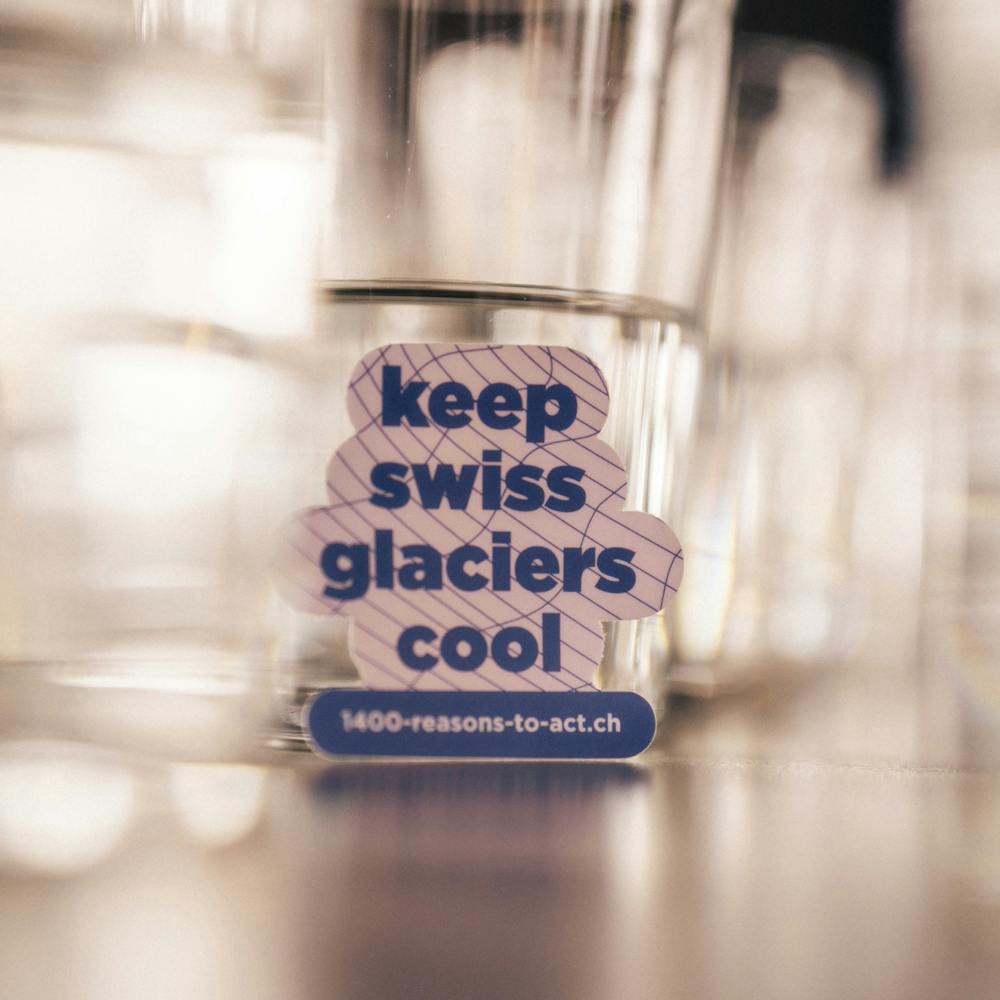 keep
swiss
glaciers
cool
1400-reasons-to-act.ch